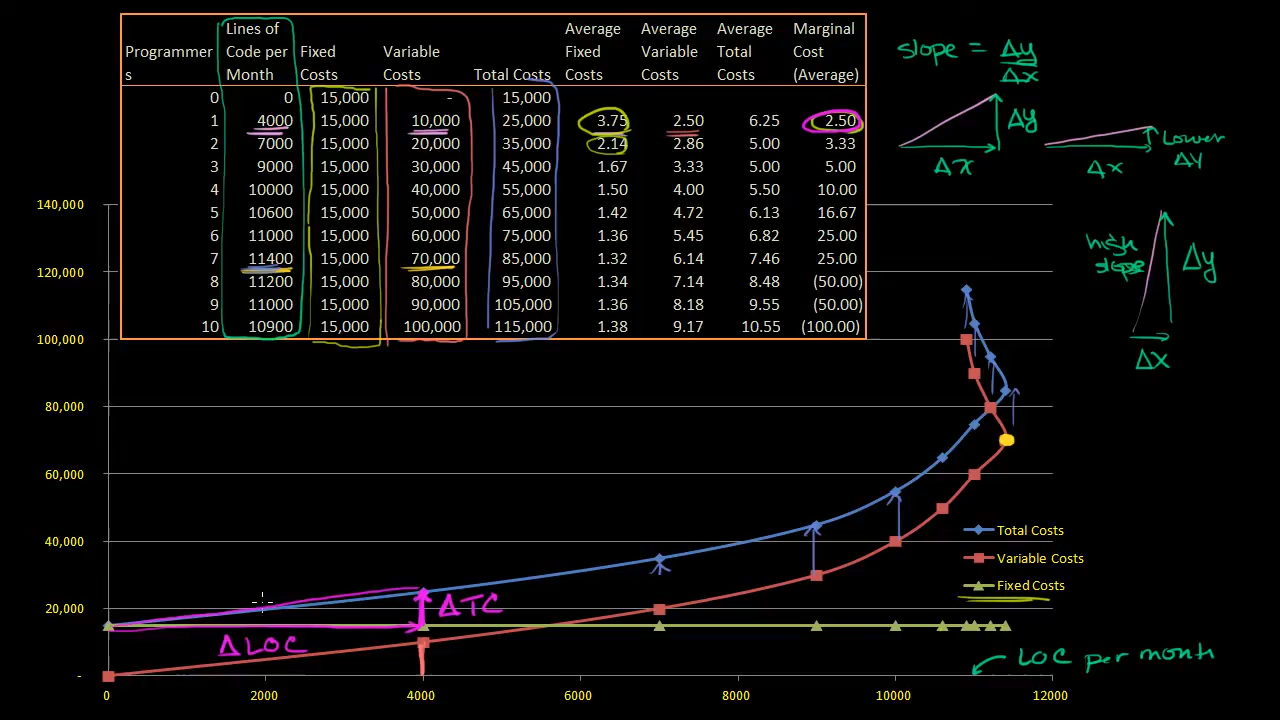 Lines of Average Average Average Marginal
Programmer Code per Fixed Variable Fixed Variable Total Cost
s Month Costs Costs Total Costs Costs Costs Costs (Average)
0 0 15,000 - 15,000
1 4000 15,000 10,000 25,000 3.75 2.50 6.25 2.50
2 7000 15,000 20,000 35,000 2.14 2.86 5.00 3.33
3 9000 15,000 30,000 45,000 1.67 3.33 5.00 5.00
4 10000 15,000 40,000 55,000 1.50 4.00 5.50 10.00
5 10600 15,000 50,000 65,000 1.42 4.72 6.13 16.67
6 11000 15,000 60,000 75,000 1.36 5.45 6.82 25.00
7 11400 15,000 70,000 85,000 1.32 6.14 7.46 25.00
8 11200 15,000 80,000 95,000 1.34 7.14 8.48 (50.00)
9 11000 15,000 90,000 105,000 1.36 8.18 9.55 (50.00)
10 10900 15,000 100,000 115,000 1.38 9.17 10.55 (100.00)
slope = Δy
Δx
Δy
Δx
Lower
Δy
Δx
high
slope
Δy
Δx
140,000
120,000
100,000
80,000
60,000
40,000
20,000
-
0 2000 4000 6000 8000 10000 12000
Total Costs
Variable Costs
Fixed Costs
ΔTC
ΔLOC
LOC per month